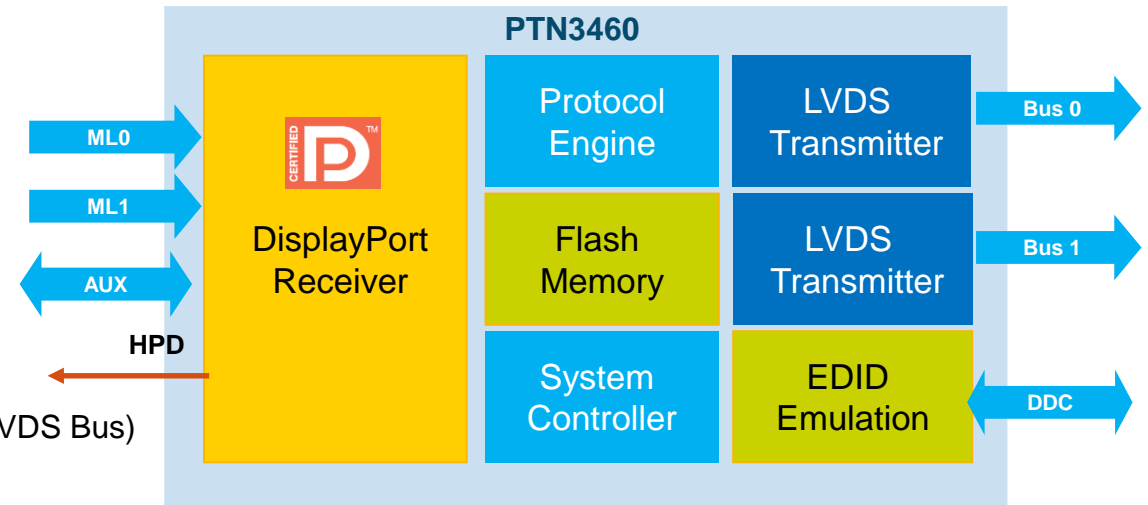 PTN3460
ML0
ML1
AUX
HPD
VDS Bus)
CERTIFIED
DP
TM
DisplayPort
Receiver
Protocol
Engine
Flash
Memory
System
Controller
LVDS
Transmitter
LVDS
Transmitter
EDID
Emulation
Bus 0
Bus 1
DDC